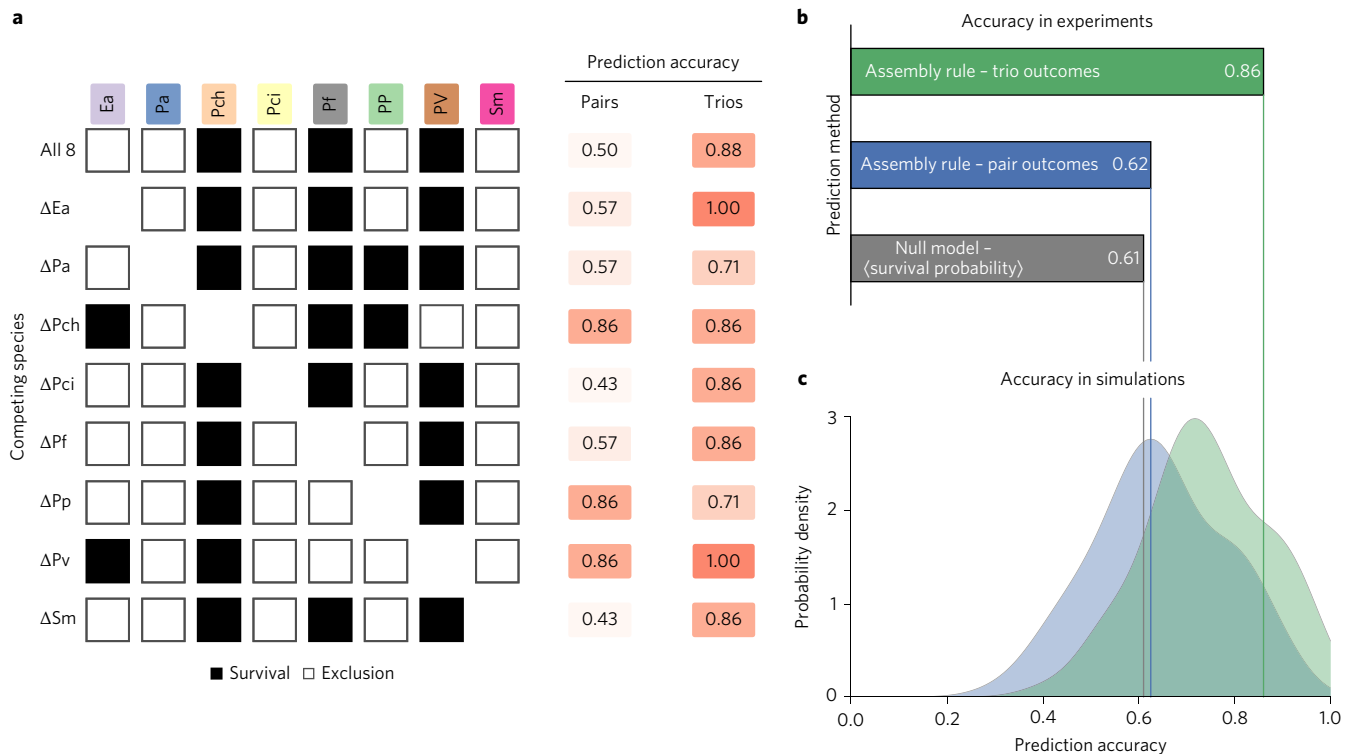 a
Prediction accuracy
Pairs Trios
Ea Pa Pch Pci Pf PP PV Sm
Competing species
All 8 0.50 0.88
ΔEa 0.57 1.00
ΔPa 0.57 0.71
ΔPch 0.86 0.86
ΔPci 0.43 0.86
ΔPf 0.57 0.86
ΔPp 0.86 0.71
ΔPv 0.86 1.00
ΔSm 0.43 0.86
Survival Exclusion
b
Accuracy in experiments
Prediction method
Assembly rule – trio outcomes 0.86
Assembly rule – pair outcomes 0.62
Null model –
⟨survival probability⟩ 0.61
c
Accuracy in simulations
Probability density
3
2
1
0
0.0 0.2 0.4 0.6 0.8 1.0
Prediction accuracy